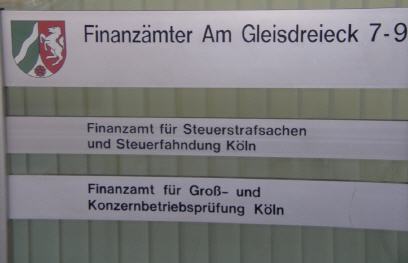 Finanzämter Am Gleisdreieck 7-9
Finanzamt für Steuerstrafsachen
und Steuerfahndung Köln
Finanzamt für Groß- und
Konzernbetriebsprüfung Köln